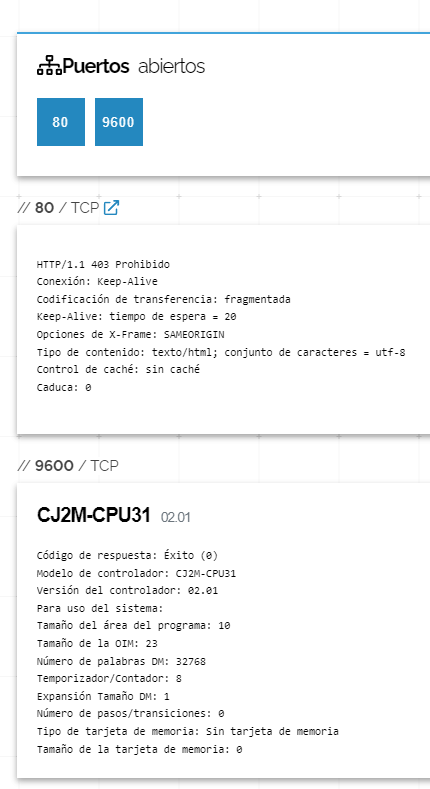 Puertos abiertos
80 9600
// 80 / TCP
HTTP/1.1 403 Prohibido
Conexión: Keep-Alive
Codificación de transferencia: fragmentada
Keep-Alive: tiempo de espera = 20
Opciones de X-Frame: SAMEORIGIN
Tipo de contenido: texto/html; conjunto de caracteres = utf-8
Control de caché: sin caché
Caduca: 0
// 9600 / TCP
CJ2M-CPU31 02.01
Código de respuesta: Éxito (0)
Modelo de controlador: CJ2M-CPU31
Versión del controlador: 02.01
Para uso del sistema:
Tamaño del área del programa: 10
Tamaño de la OIM: 23
Número de palabras DM: 32768
Temporizador/Contador: 8
Expansión Tamaño DM: 1
Número de pasos/transiciones: 0
Tipo de tarjeta de memoria: Sin tarjeta de memoria
Tamaño de la tarjeta de memoria: 0